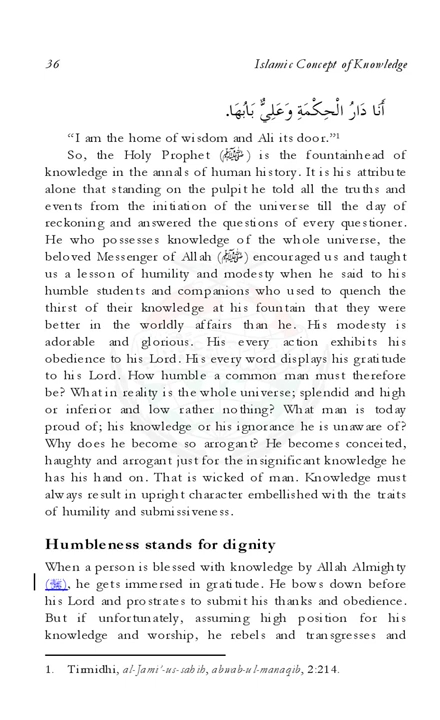 36 Islamic Concept of Knowledge
أَنَا دَارُ الْحِكْمَةِ وَعَلِيٌّ بَابُهَا.
“I am the home of wisdom and Ali its door.”1
So, the Holy Prophet (ﷺ) is the fountainhead of
knowledge in the annals of human history. It is his attribute
alone that standing on the pulpit he told all the truths and
events from the initiation of the universe till the day of
reckoning and answered the questions of every questioner.
He who possesses knowledge of the whole universe, the
beloved Messenger of Allah (ﷺ) encouraged us and taught
us a lesson of humility and modesty when he said to his
humble students and companions who used to quench the
thirst of their knowledge at his fountain that they were
better in the worldly affairs than he. His modesty is
adorable and glorious. His every action exhibits his
obedience to his Lord. His every word displays his gratitude
to his Lord. How humble a common man must therefore
be? What in reality is the whole universe; splendid and high
or inferior and low rather nothing? What man is today
proud of; his knowledge or his ignorance he is unaware of?
Why does he become so arrogant? He becomes conceited,
haughty and arrogant just for the insignificant knowledge he
has his hand on. That is wicked of man. Knowledge must
always result in upright character embellished with the traits
of humility and submissiveness.
Humbleness stands for dignity
When a person is blessed with knowledge by Allah Almighty
, he gets immersed in gratitude. He bows down before
his Lord and prostrates to submit his thanks and obedience.
But if unfortunately, assuming high position for his
knowledge and worship, he rebels and transgresses and
1. Tirmidhi, al-Jami‘-us-sahih, abwab-ul-manaqib, 2:214.